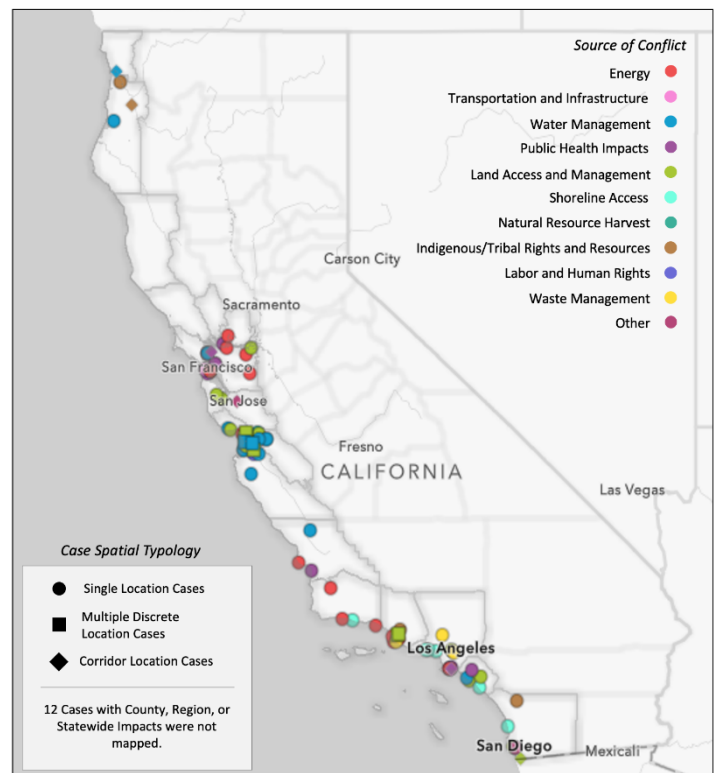 Source of Conflict
Energy
Transportation and Infrastructure
Water Management
Public Health Impacts
Land Access and Management
Shoreline Access
Natural Resource Harvest
Indigenous/Tribal Rights and Resources
Labor and Human Rights
Waste Management
Other
Carson City
Sacramento
San Francisco
San Jose
Fresno
CALIFORNIA
Las Vegas
Los Angeles
San Diego
Mexicali
Case Spatial Typology
Single Location Cases
Multiple Discrete
Location Cases
Corridor Location Cases
12 Cases with County, Region, or
Statewide Impacts were not
mapped.